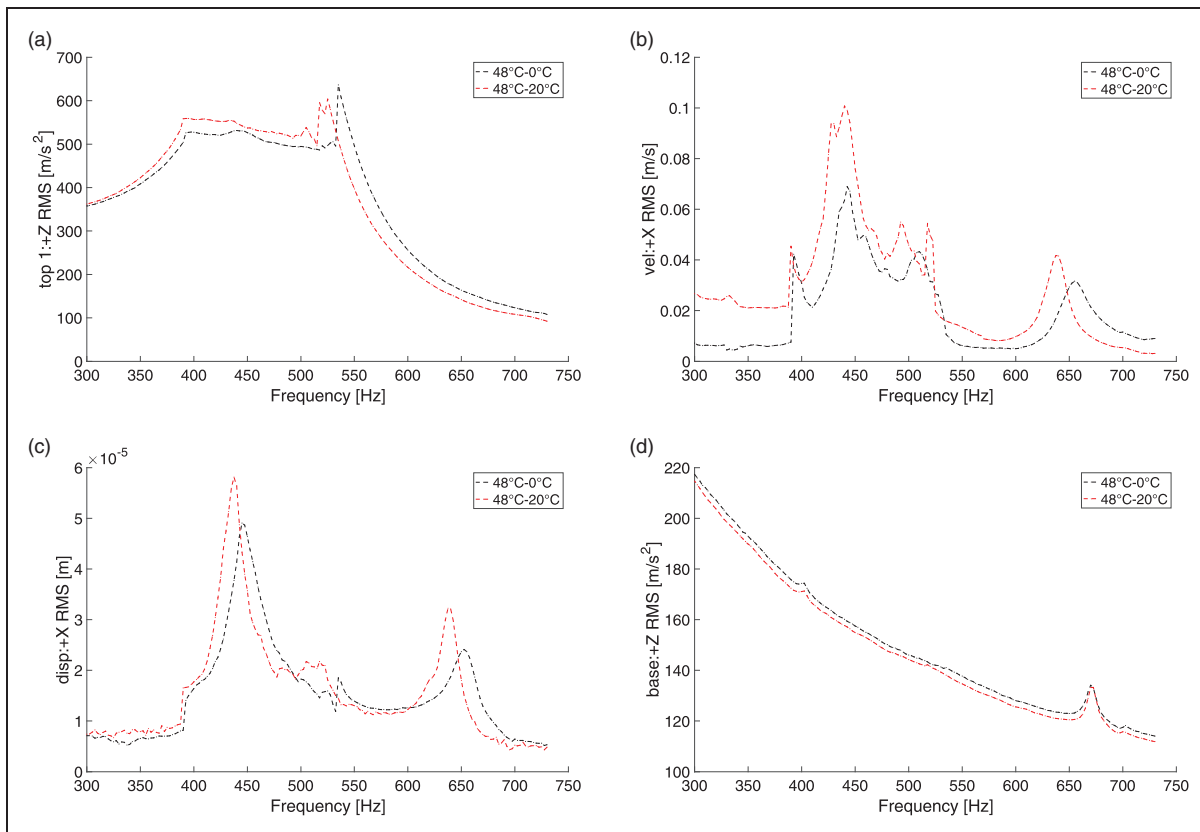 (a)
700
600
500
400
300
200
100
0
top 1:+Z RMS [m/s²]
48°C-0°C
48°C-20°C
300 350 400 450 500 550 600 650 700 750
Frequency [Hz]
(b)
0.12
0.1
0.08
0.06
0.04
0.02
0
vel:+X RMS [m/s]
48°C-0°C
48°C-20°C
300 350 400 450 500 550 600 650 700 750
Frequency [Hz]
(c)
×10⁻⁵
6
5
4
3
2
1
0
disp:+X RMS [m]
48°C-0°C
48°C-20°C
300 350 400 450 500 550 600 650 700 750
Frequency [Hz]
(d)
220
200
180
160
140
120
100
base:+Z RMS [m/s²]
48°C-0°C
48°C-20°C
300 350 400 450 500 550 600 650 700 750
Frequency [Hz]